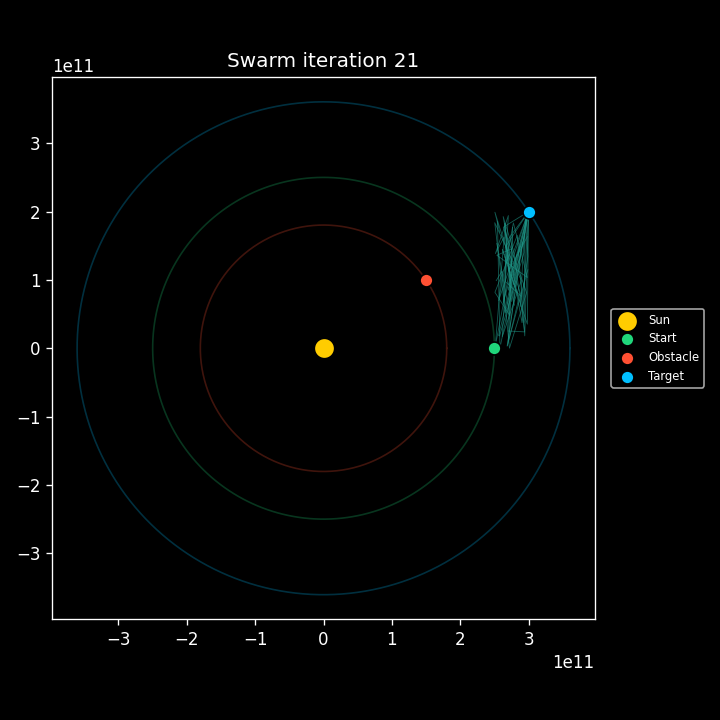 Swarm iteration 21
1e11
3
2
1
0
−1
−2
−3
−3
−2
−1
0
1
2
3
1e11
Sun
Start
Obstacle
Target